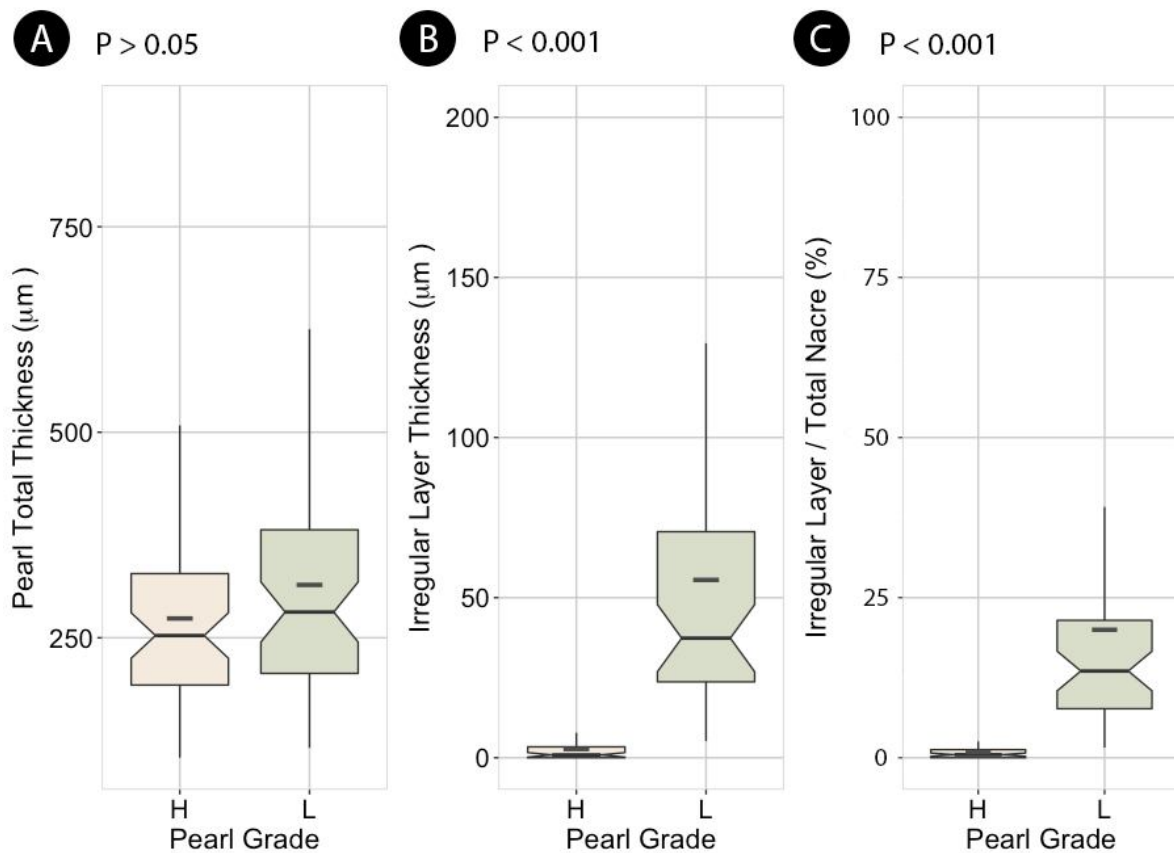 A
P > 0.05
Pearl Total Thickness (μm )
750
500
250
H
L
Pearl Grade
B
P < 0.001
Irregular Layer Thickness (μm )
200
150
100
50
0
H
L
Pearl Grade
C
P < 0.001
Irregular Layer / Total Nacre (%)
100
75
50
25
0
H
L
Pearl Grade